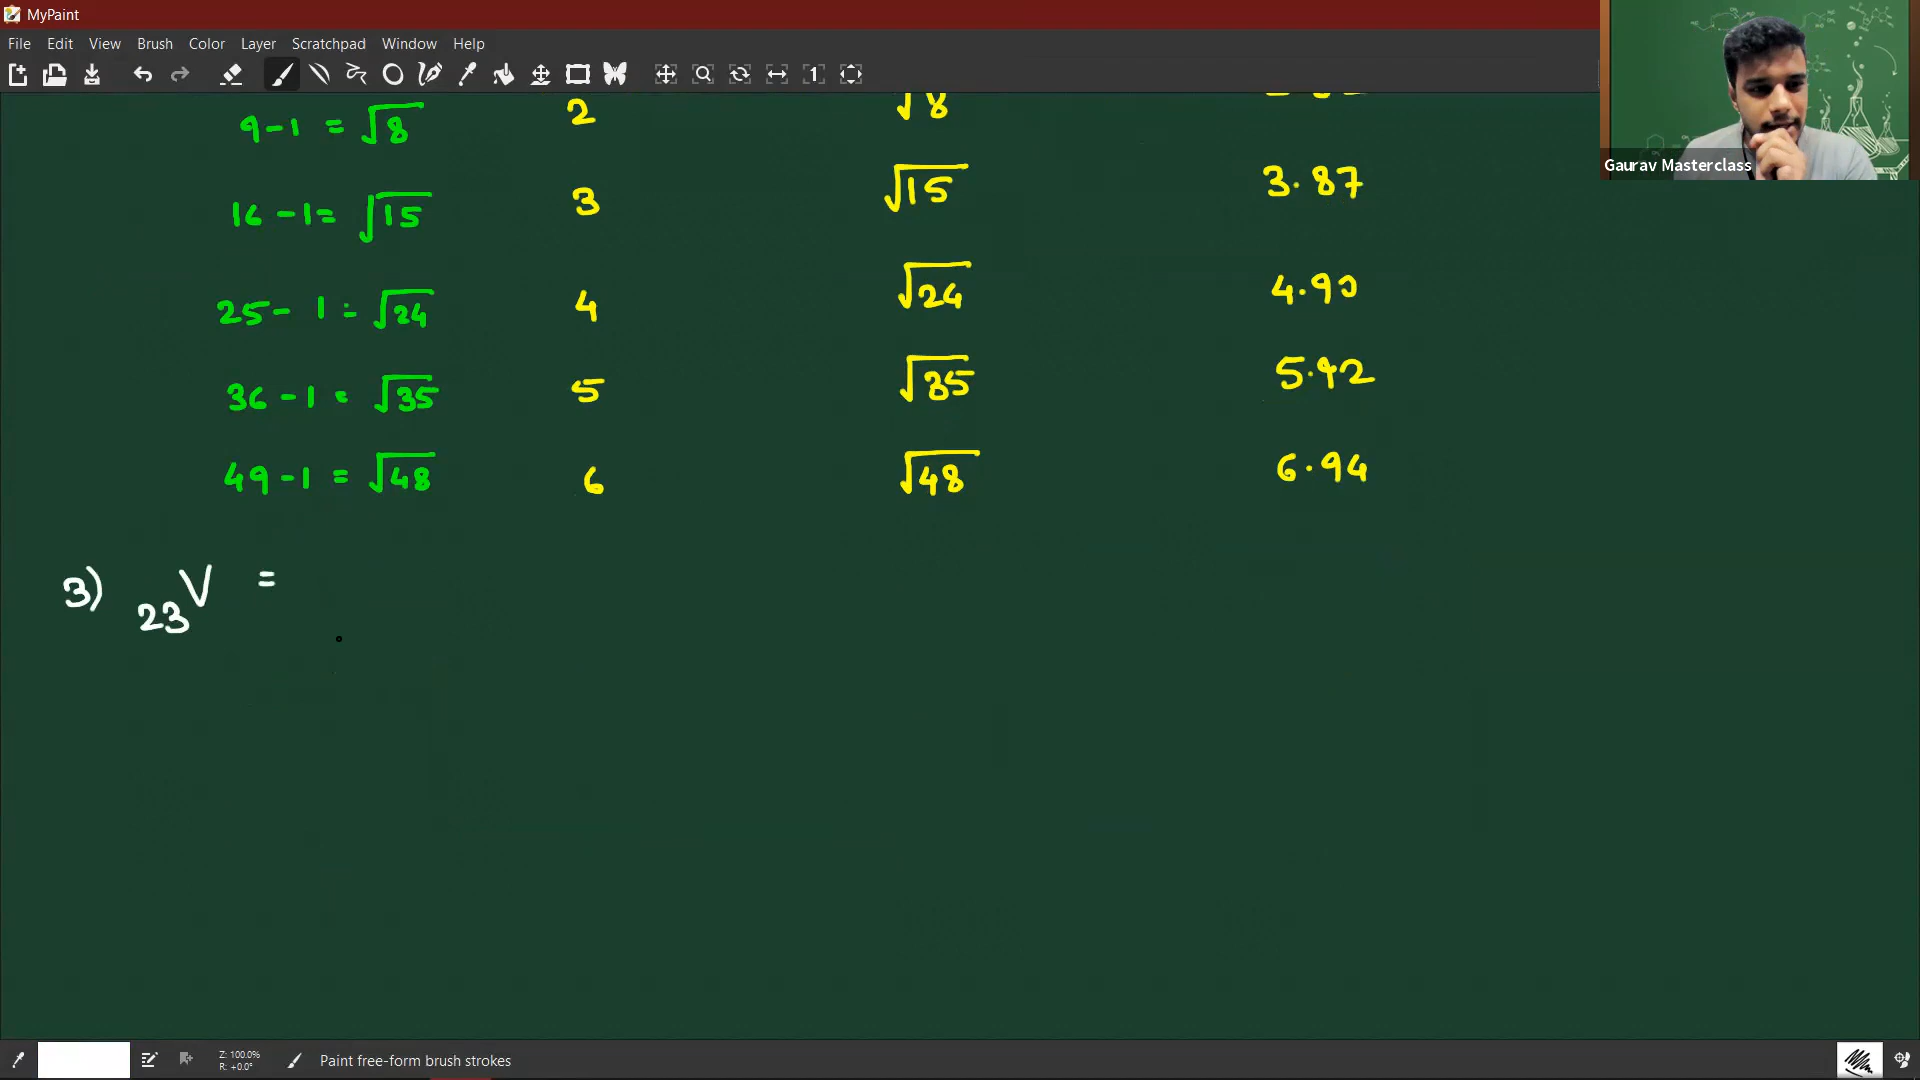 MyPaint
File Edit View Brush Color Layer Scratchpad Window Help
Gaurav Masterclass
9-1 = √8 2 √8
16-1= √15 3 √15 3.87
25-1 = √24 4 √24 4.90
36-1 = √35 5 √35 5.92
49-1 = √48 6 √48 6.94
3) ₂₃V =
Z: 100.0%
R: +0.0°
Paint free-form brush strokes